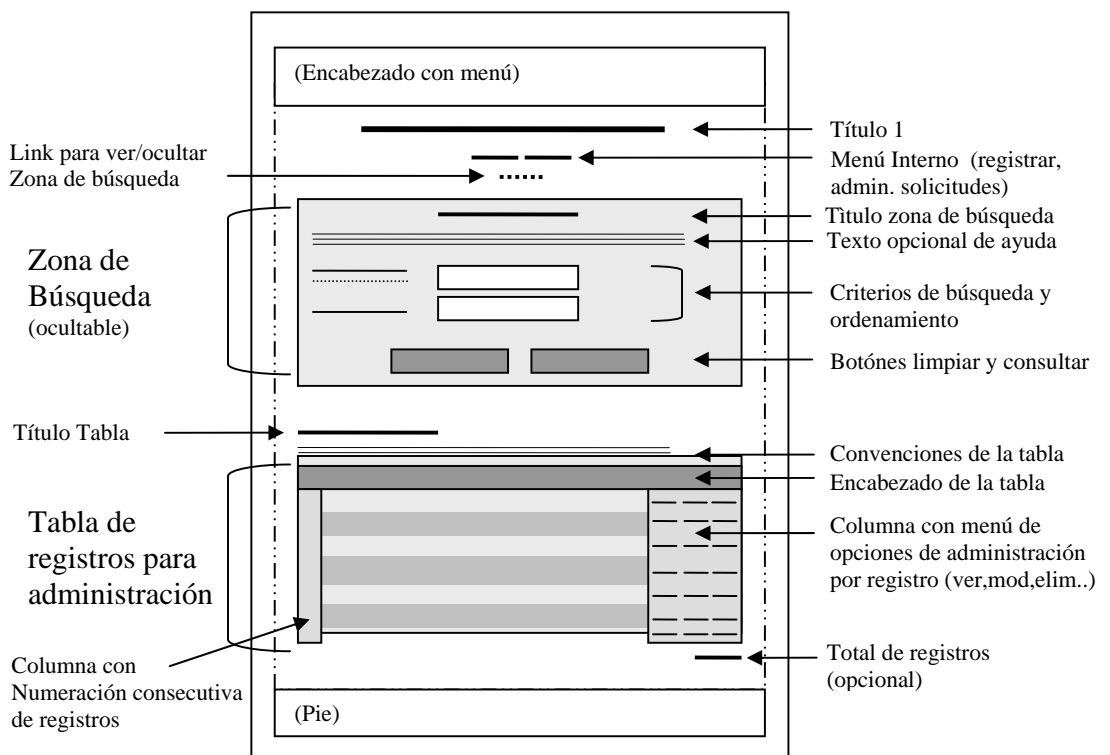 (Encabezado con menú)
Título 1
Link para ver/ocultar
Zona de búsqueda
Menú Interno (registrar,
admin. solicitudes)
Tìtulo zona de búsqueda
Texto opcional de ayuda
Zona de
Búsqueda
(ocultable)
Criterios de búsqueda y
ordenamiento
Botónes limpiar y consultar
Título Tabla
Convenciones de la tabla
Encabezado de la tabla
Tabla de
registros para
administración
Columna con menú de
opciones de administración
por registro (ver,mod,elim..)
Columna con
Numeración consecutiva
de registros
Total de registros
(opcional)
(Pie)